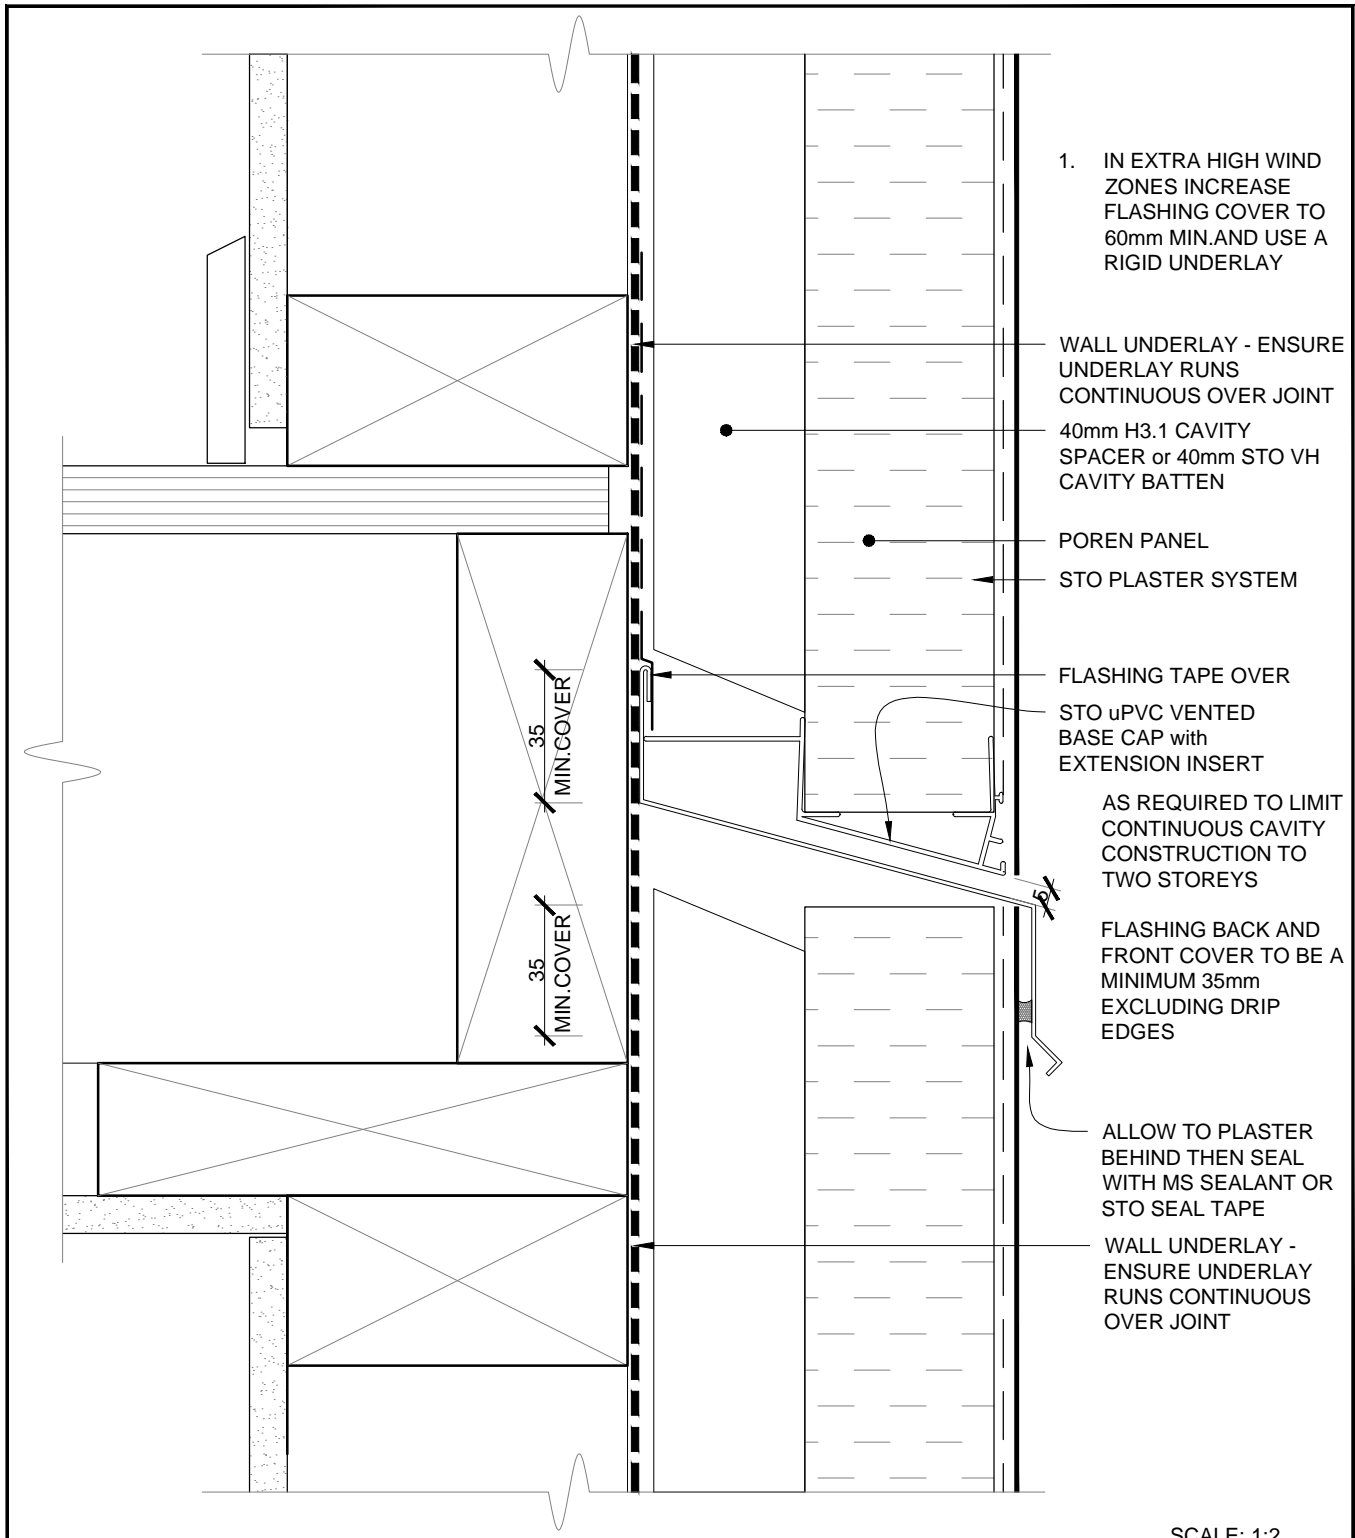 1. IN EXTRA HIGH WIND
ZONES INCREASE
FLASHING COVER TO
60mm MIN.AND USE A
RIGID UNDERLAY
WALL UNDERLAY - ENSURE
UNDERLAY RUNS
CONTINUOUS OVER JOINT
40mm H3.1 CAVITY
SPACER or 40mm STO VH
CAVITY BATTEN
POREN PANEL
STO PLASTER SYSTEM
FLASHING TAPE OVER
STO uPVC VENTED
BASE CAP with
EXTENSION INSERT
AS REQUIRED TO LIMIT
CONTINUOUS CAVITY
CONSTRUCTION TO
TWO STOREYS
5
FLASHING BACK AND
FRONT COVER TO BE A
MINIMUM 35mm
EXCLUDING DRIP
EDGES
ALLOW TO PLASTER
BEHIND THEN SEAL
WITH MS SEALANT OR
STO SEAL TAPE
WALL UNDERLAY -
ENSURE UNDERLAY
RUNS CONTINUOUS
OVER JOINT
35
MIN.COVER
35
MIN.COVER
SCALE: 1:2